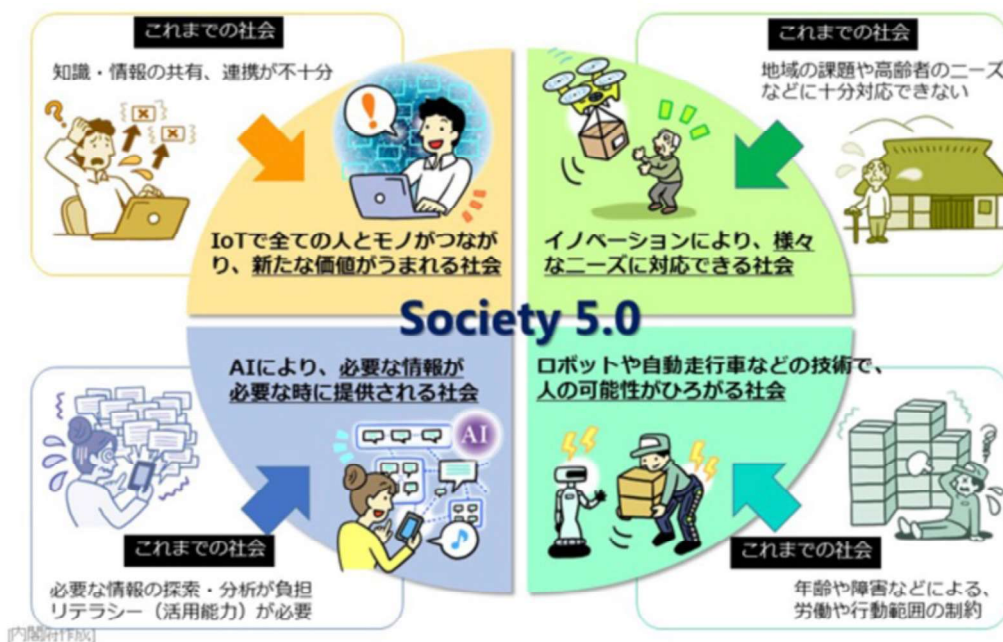 これまでの社会
知識・情報の共有、連携が不十分
IoTで全ての人とモノがつなが
り、新たな価値がうまれる社会
これまでの社会
地域の課題や高齢者のニーズ
などに十分対応できない
イノベーションにより、様々
なニーズに対応できる社会
Society 5.0
AIにより、必要な情報が
必要な時に提供される社会
AI
これまでの社会
必要な情報の探索・分析が負担
リテラシー（活用能力）が必要
ロボットや自動走行車などの技術で、
人の可能性がひろがる社会
これまでの社会
年齢や障害などによる、
労働や行動範囲の制約
[内閣府作成]